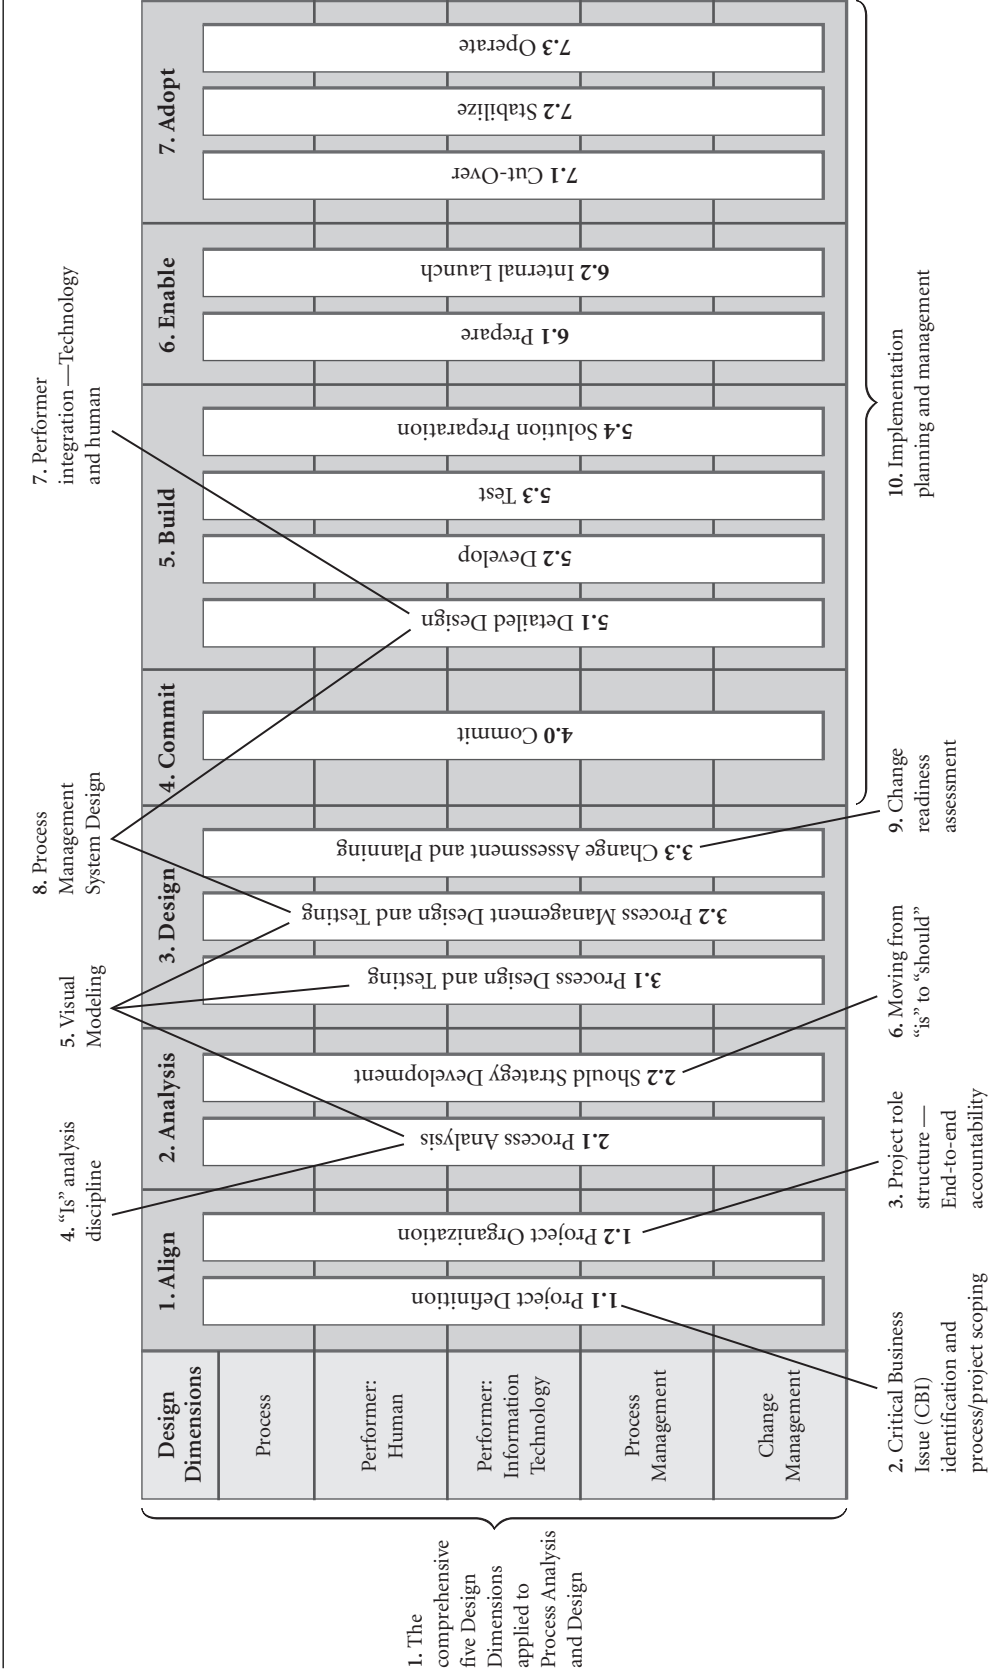 7. Performer
integration—Technology
and human
8. Process
Management
System Design
5. Visual
Modeling
4. “Is” analysis
discipline
1. The
comprehensive
five Design
Dimensions
applied to
Process Analysis
and Design
Design
Dimensions
1. Align
2. Analysis
3. Design
4. Commit
5. Build
6. Enable
7. Adopt
Process
Performer:
Human
Performer:
Information
Technology
Process
Management
Change
Management
1.1 Project Definition
1.2 Project Organization
2.1 Process Analysis
2.2 Should Strategy Development
3.1 Process Design and Testing
3.2 Process Management Design and Testing
3.3 Change Assessment and Planning
4.0 Commit
5.1 Detailed Design
5.2 Develop
5.3 Test
5.4 Solution Preparation
6.1 Prepare
6.2 Internal Launch
7.1 Cut-Over
7.2 Stabilize
7.3 Operate
2. Critical Business
Issue (CBI)
identification and
process/project scoping
3. Project role
structure —
End-to-end
accountability
6. Moving from
“is” to “should”
9. Change
readiness
assessment
10. Implementation
planning and management